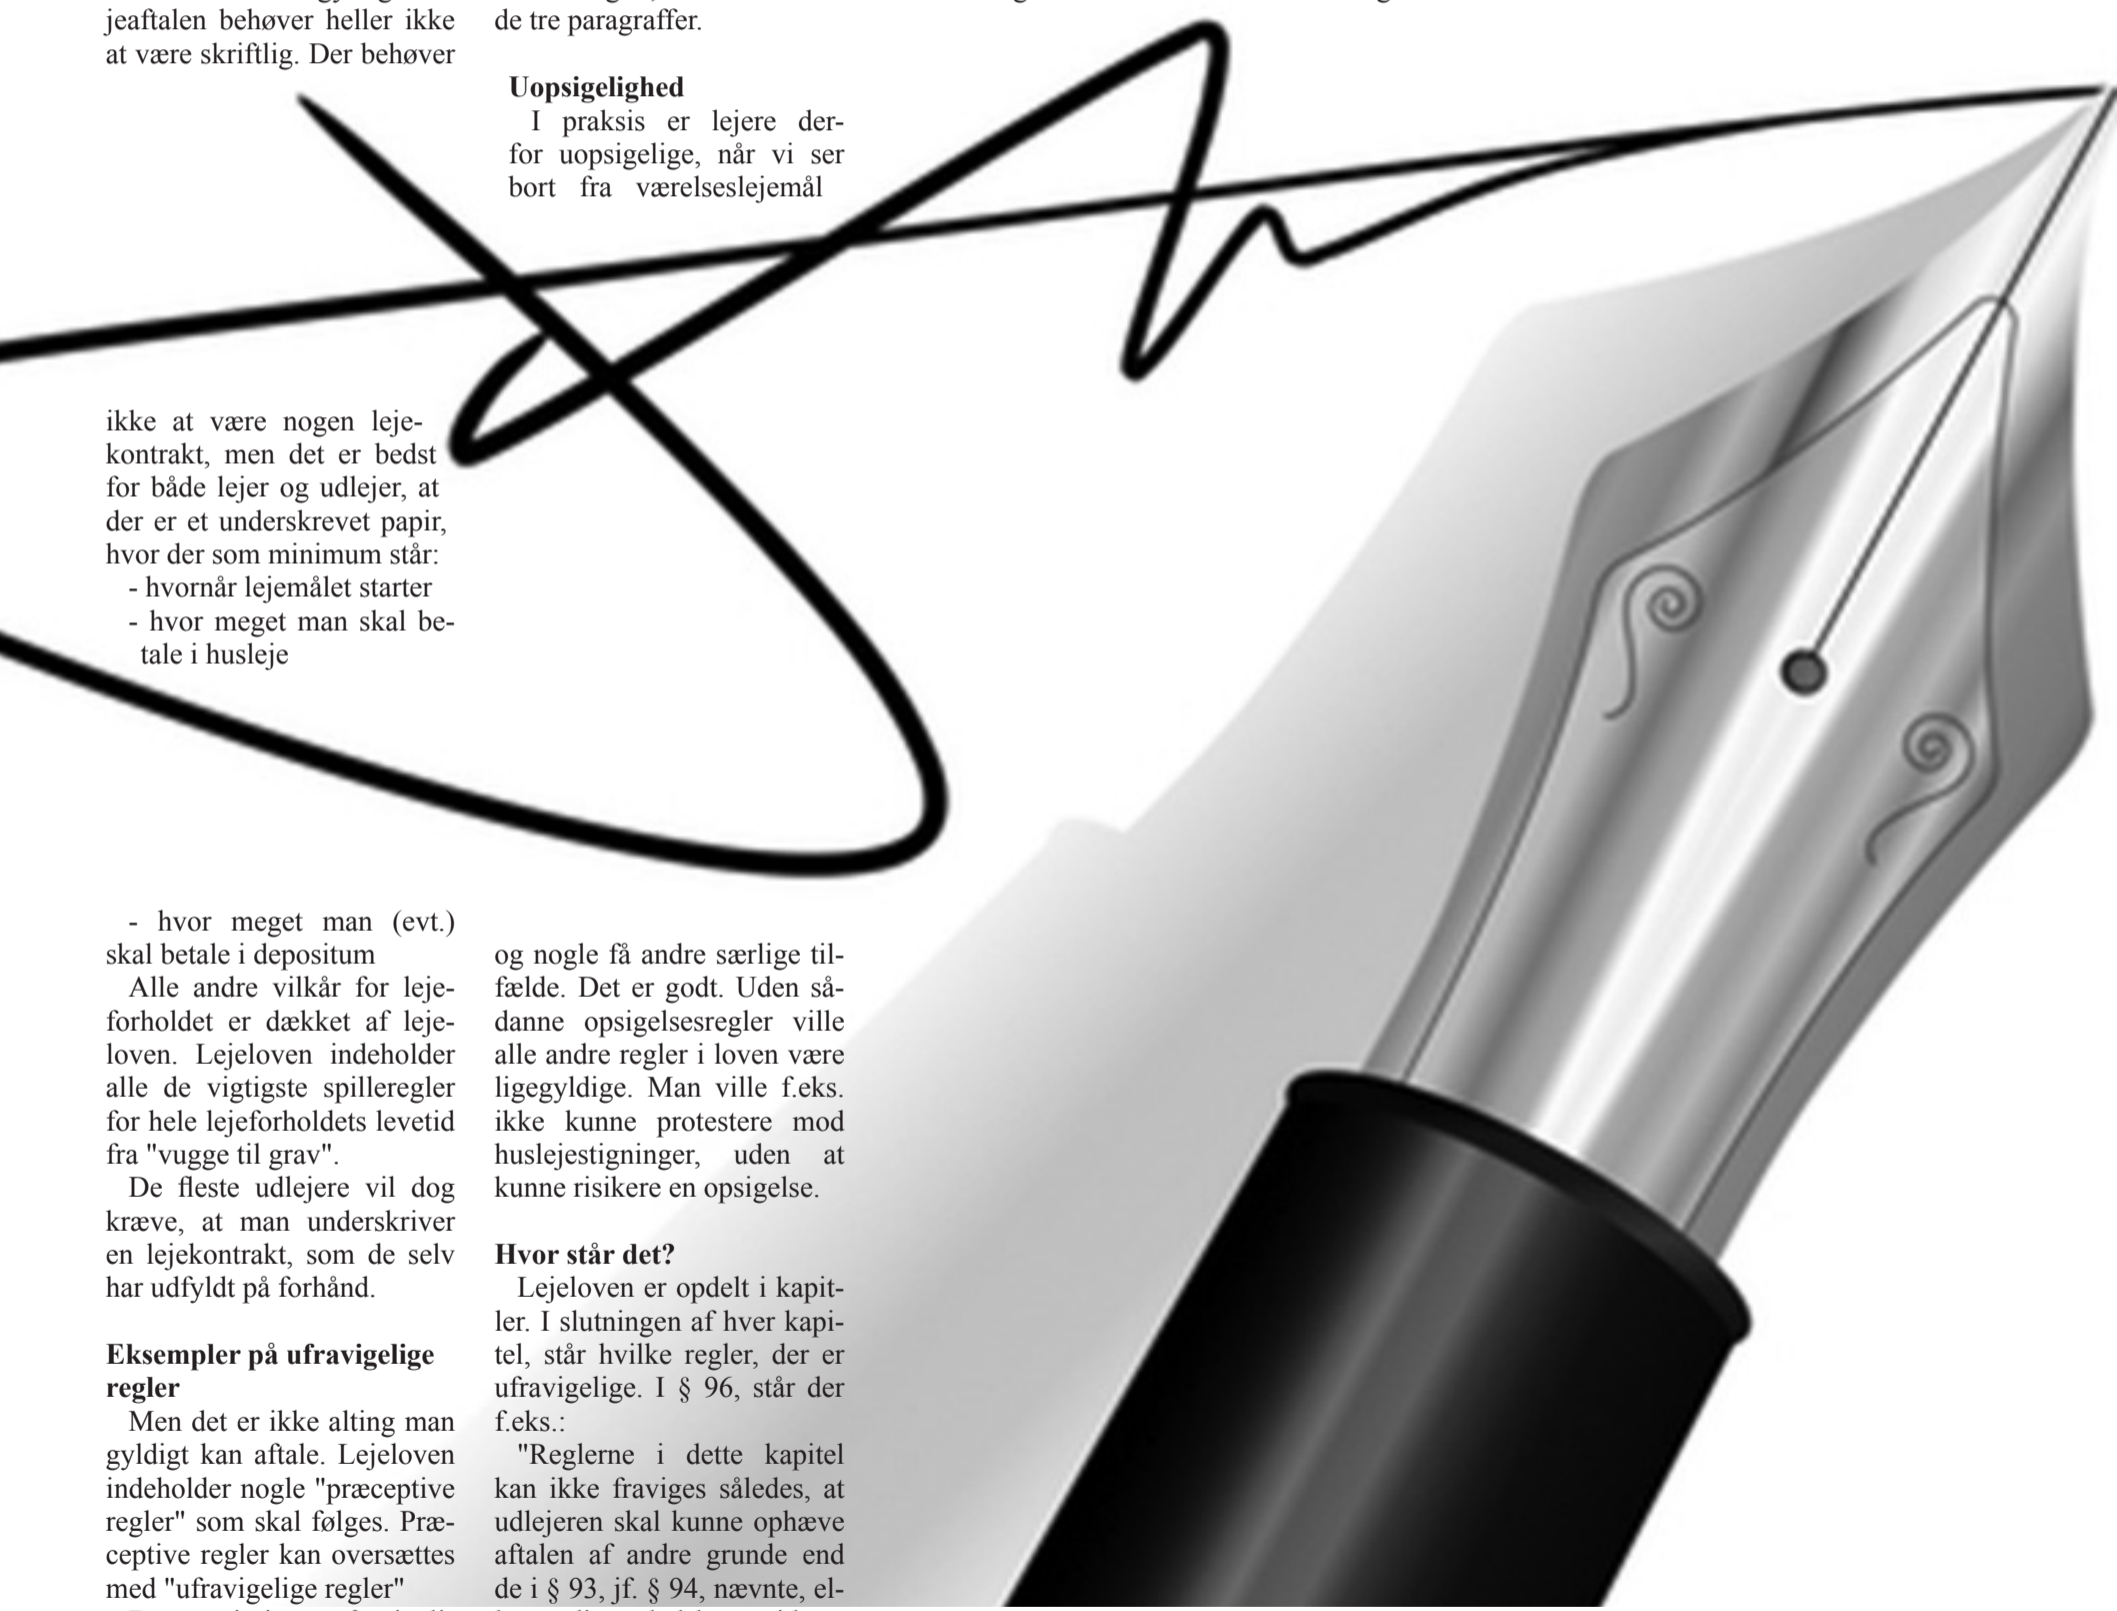 jeaftalen behøver heller ikke
at være skriftlig. Der behøver
ikke at være nogen leje-
kontrakt, men det er bedst
for både lejer og udlejer, at
der er et underskrevet papir,
hvor der som minimum står:
- hvornår lejemålet starter
- hvor meget man skal be-
tale i husleje
- hvor meget man (evt.)
skal betale i depositum
Alle andre vilkår for leje-
forholdet er dækket af leje-
loven. Lejeloven indeholder
alle de vigtigste spilleregler
for hele lejeforholdets levetid
fra "vugge til grav".
De fleste udlejere vil dog
kræve, at man underskriver
en lejekontrakt, som de selv
har udfyldt på forhånd.
Eksempler på ufravigelige
regler
Men det er ikke alting man
gyldigt kan aftale. Lejeloven
indeholder nogle "præceptive
regler" som skal følges. Præ-
ceptive regler kan oversættes
med "ufravigelige regler"
de tre paragraffer.
Uopsigelighed
I praksis er lejere der-
for uopsigelige, når vi ser
bort fra værelseslejemål
og nogle få andre særlige til-
fælde. Det er godt. Uden så-
danne opsigelsesregler ville
alle andre regler i loven være
ligegyldige. Man ville f.eks.
ikke kunne protestere mod
huslejestigninger, uden at
kunne risikere en opsigelse.
Hvor står det?
Lejeloven er opdelt i kapit-
ler. I slutningen af hver kapi-
tel, står hvilke regler, der er
ufravigelige. I § 96, står der
f.eks.:
"Reglerne i dette kapitel
kan ikke fraviges således, at
udlejeren skal kunne ophæve
aftalen af andre grunde end
de i § 93, jf. § 94, nævnte, el-